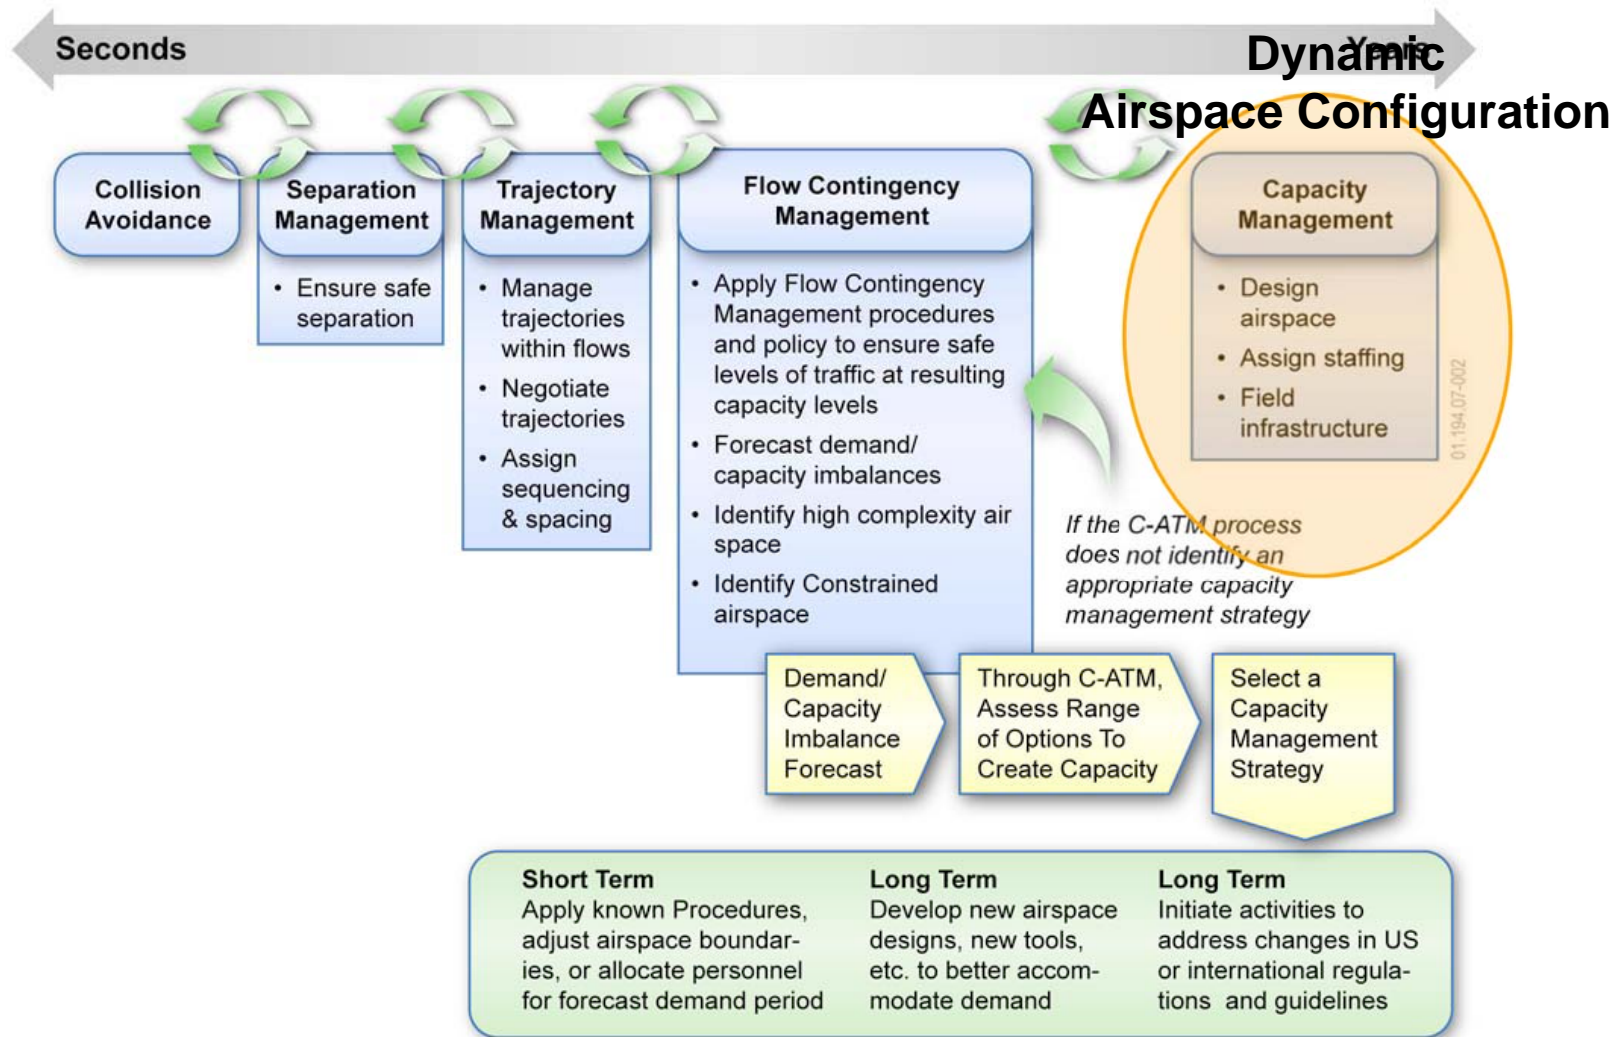 Seconds
Years
Dynamic
Airspace Configuration
Collision
Avoidance
Separation
Management
• Ensure safe
separation
Trajectory
Management
• Manage
trajectories
within flows
• Negotiate
trajectories
• Assign
sequencing
& spacing
Flow Contingency
Management
• Apply Flow Contingency
Management procedures
and policy to ensure safe
levels of traffic at resulting
capacity levels
• Forecast demand/
capacity imbalances
• Identify high complexity air
space
• Identify Constrained
airspace
Capacity
Management
• Design
airspace
• Assign staffing
• Field
infrastructure
01.194.07-002
If the C-ATM process
does not identify an
appropriate capacity
management strategy
Demand/
Capacity
Imbalance
Forecast
Through C-ATM,
Assess Range
of Options To
Create Capacity
Select a
Capacity
Management
Strategy
Short Term
Apply known Procedures,
adjust airspace boundar-
ies, or allocate personnel
for forecast demand period
Long Term
Develop new airspace
designs, new tools,
etc. to better accom-
modate demand
Long Term
Initiate activities to
address changes in US
or international regula-
tions and guidelines